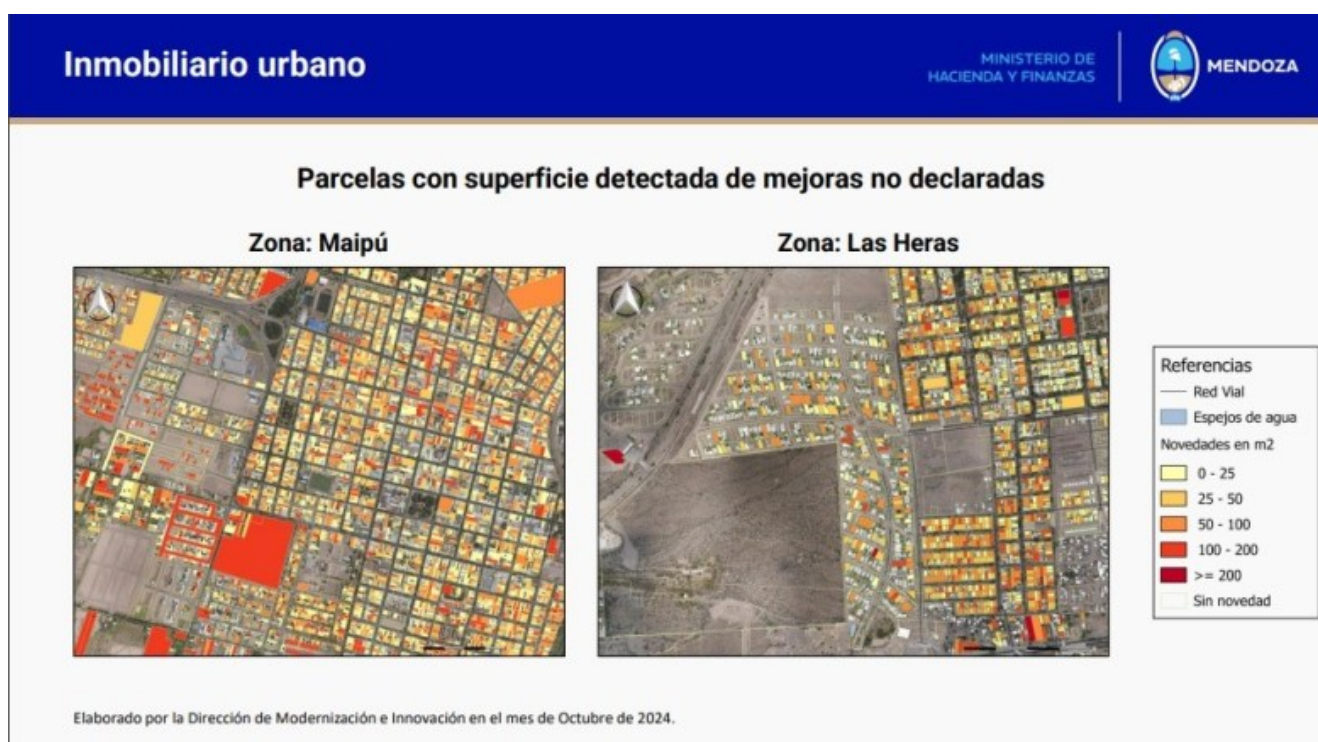 Inmobiliario urbano
MINISTERIO DE
HACIENDA Y FINANZAS
MENDOZA
Parcelas con superficie detectada de mejoras no declaradas
Zona: Maipú
Zona: Las Heras
Referencias
Red Vial
Espejos de agua
Novedades en m2
0 - 25
25 - 50
50 - 100
100 - 200
>= 200
Sin novedad
Elaborado por la Dirección de Modernización e Innovación en el mes de Octubre de 2024.